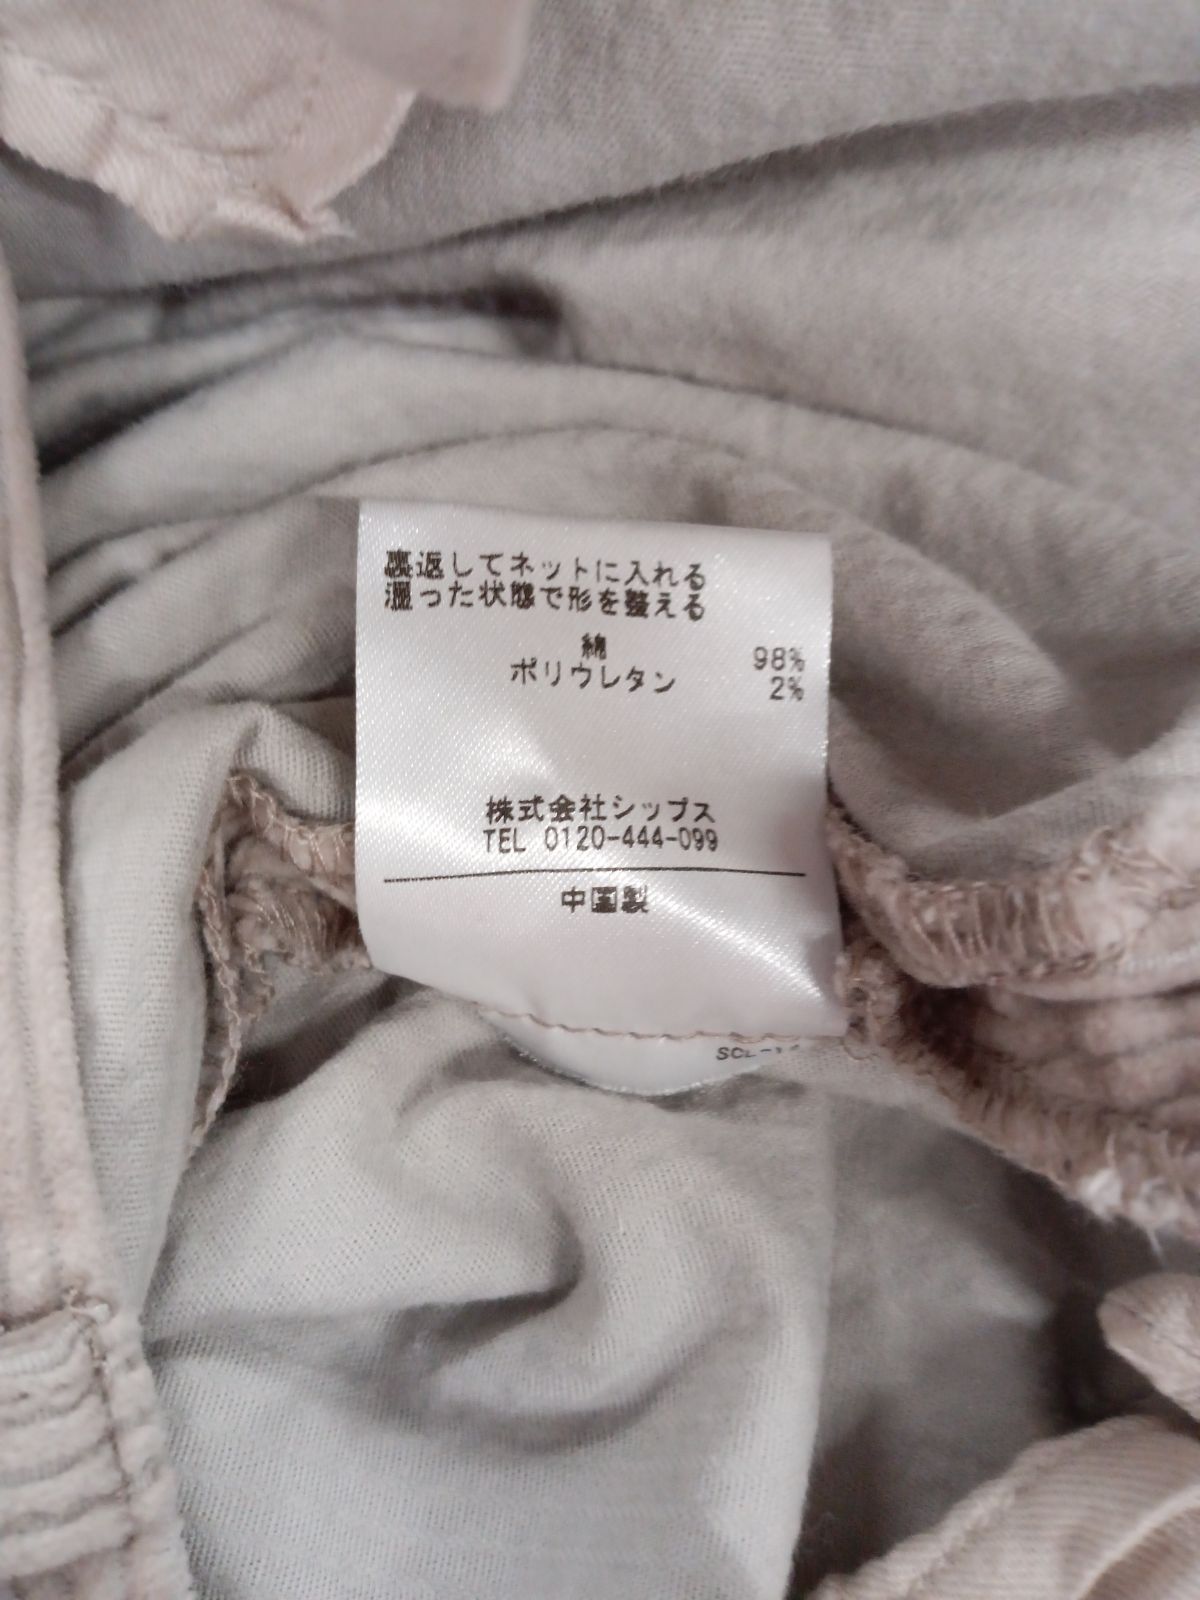 裏返してネットに入れる
湿った状態で形を整える
綿 98%
ポリウレタン 2%
株式会社シップス
TEL 0120-444-099
中国製